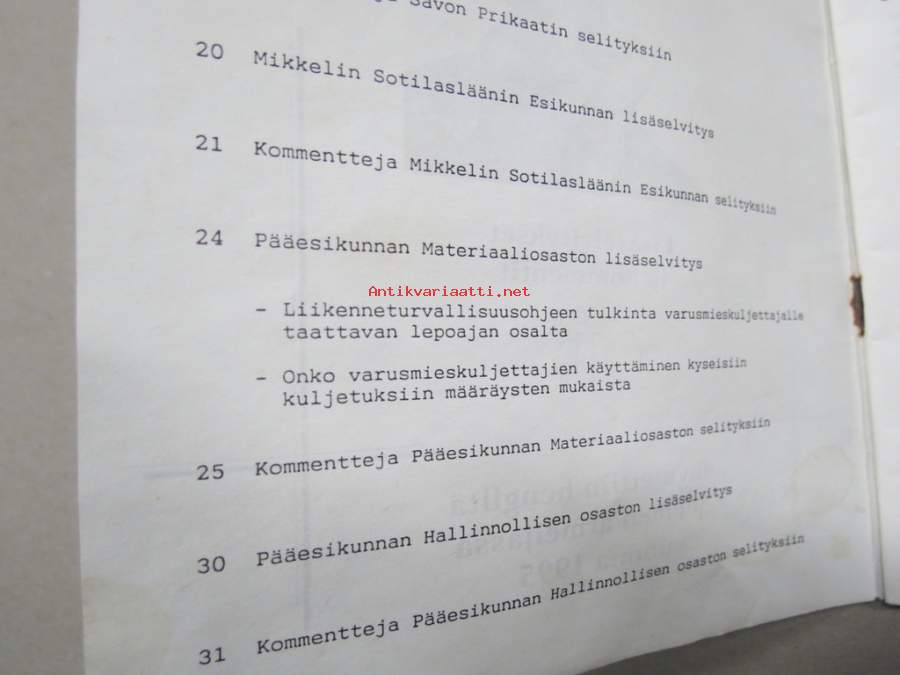 Savon Prikaatin selityksiin
20 Mikkelin Sotilasläänin Esikunnan lisäselvitys
21 Kommentteja Mikkelin Sotilasläänin Esikunnan selityksiin
24 Pääesikunnan Materiaaliosaston lisäselvitys
Antikvariaatti.net
- Liikenneturvallisuusohjeen tulkinta varusmieskuljettajalle
taattavan lepoajan osalta
- Onko varusmieskuljettajien käyttäminen kyseisiin
kuljetuksiin määräysten mukaista
25 Kommentteja Pääesikunnan Materiaaliosaston selityksiin
30 Pääesikunnan Hallinnollisen osaston lisäselvitys
31 Kommentteja Pääesikunnan Hallinnollisen osaston selityksiin